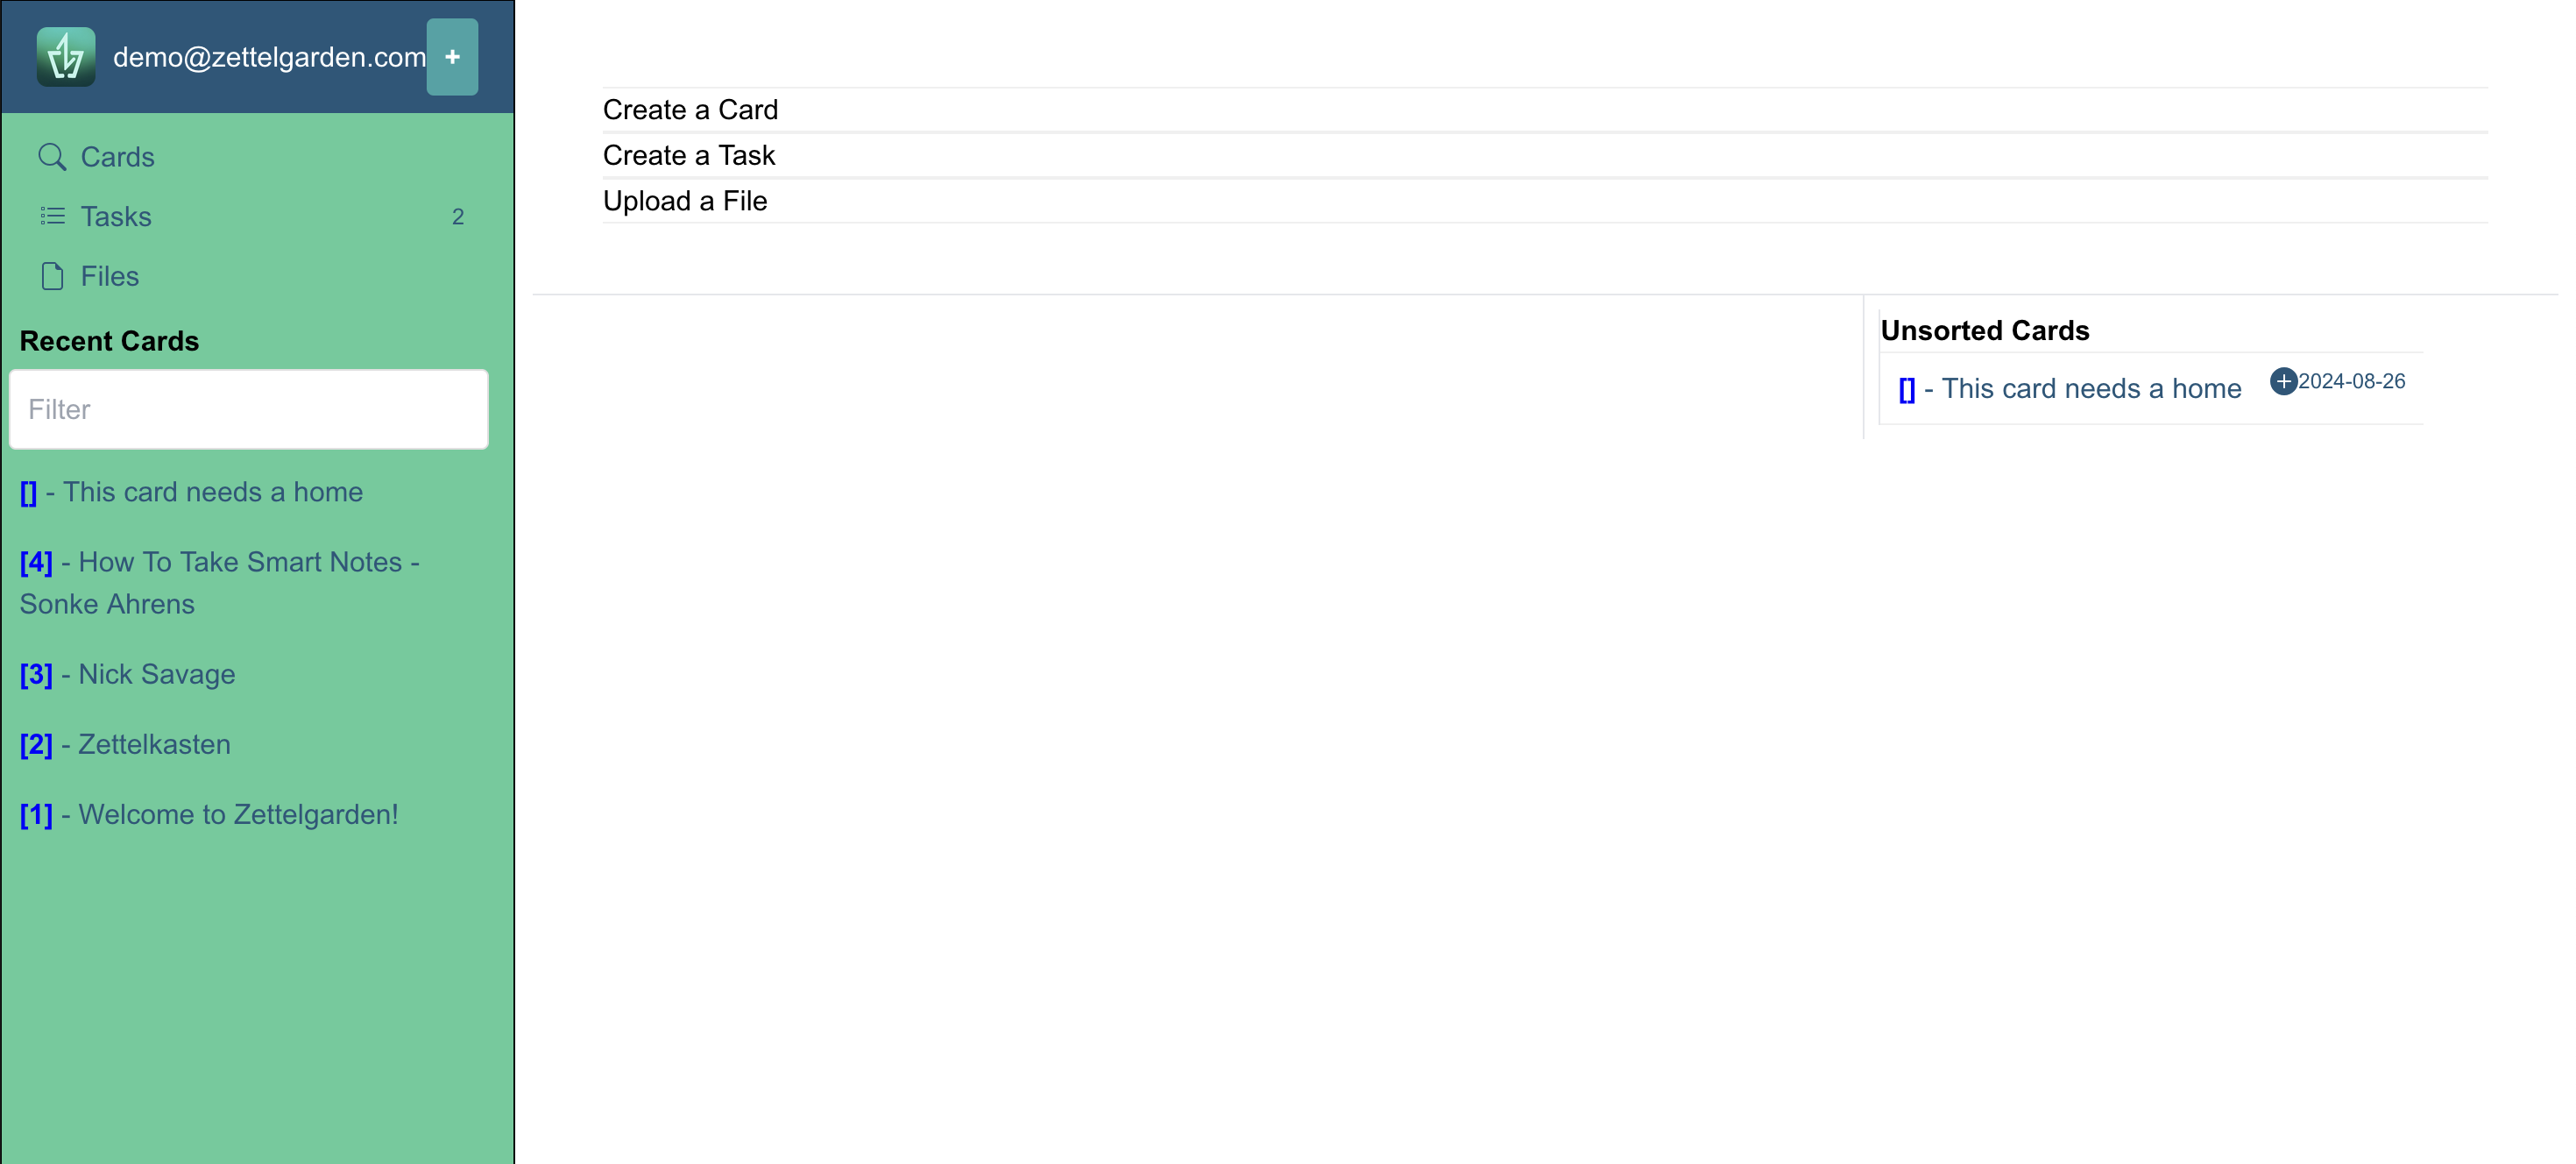 demo@zettelgarden.com +
Cards
Tasks 2
Files
Recent Cards
Filter
[] - This card needs a home
[4] - How To Take Smart Notes -
Sonke Ahrens
[3] - Nick Savage
[2] - Zettelkasten
[1] - Welcome to Zettelgarden!
Create a Card
Create a Task
Upload a File
Unsorted Cards
[] - This card needs a home 2024-08-26